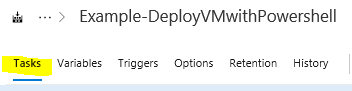 ... > Example-DeployVMwithPowershell
Tasks Variables Triggers Options Retention History